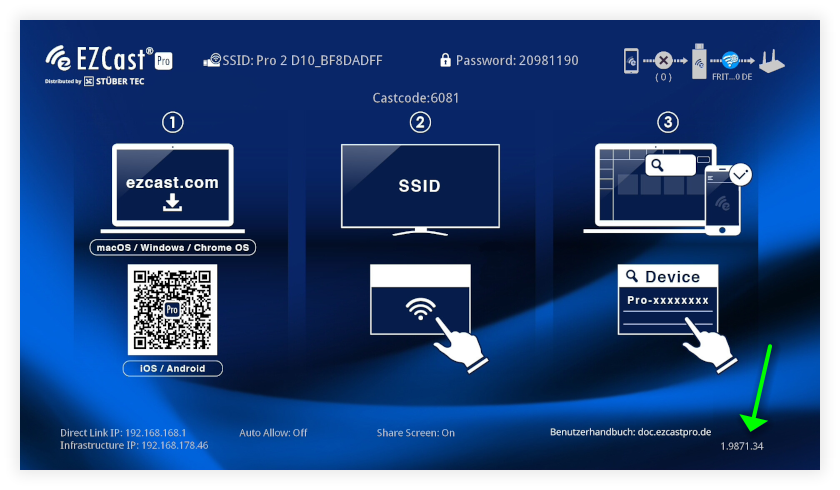 EZCast® Pro
Distributed by STÜBER TEC
SSID: Pro 2 D10_BF8DADFF
Password: 20981190
( 0 )
FRIT...0 DE
Castcode:6081
1
2
3
ezcast.com
SSID
macOS / Windows / Chrome OS
Pro
iOS / Android
Device
Pro-xxxxxxxx
Direct Link IP: 192.168.168.1
Infrastructure IP: 192.168.178.46
Auto Allow: Off
Share Screen: On
Benutzerhandbuch: doc.ezcastpro.de
1.9871.34